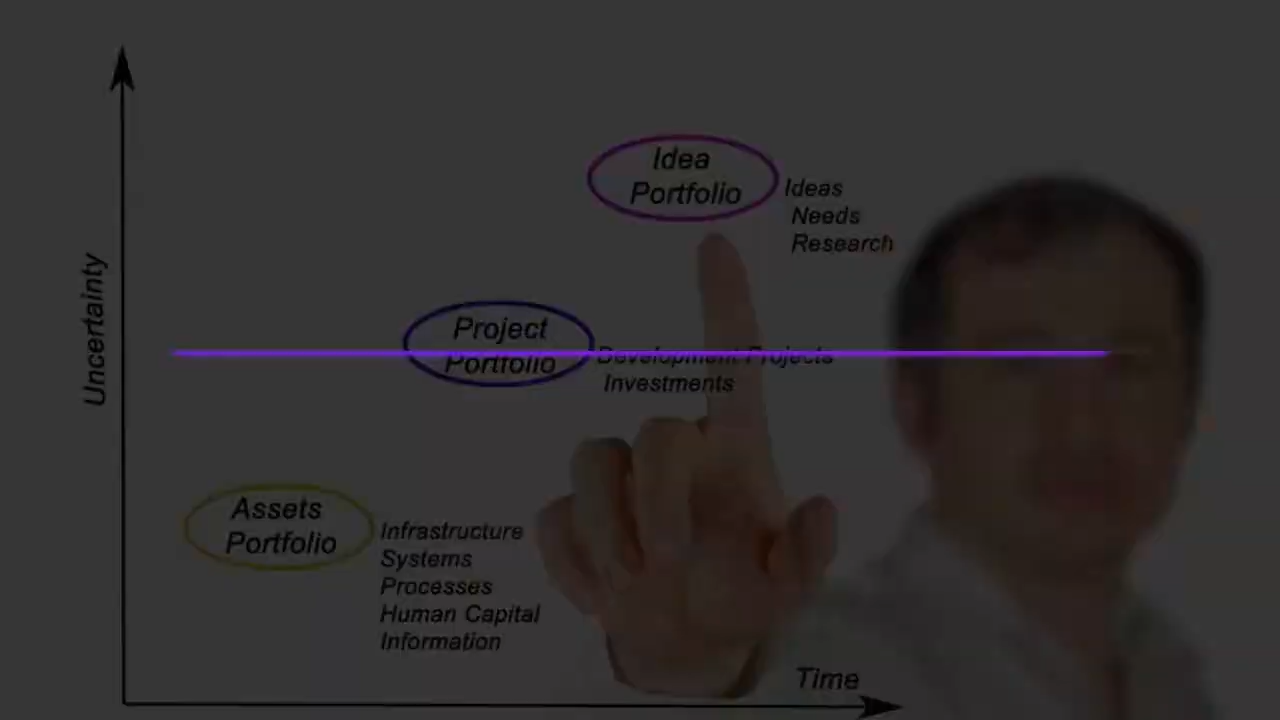 Idea
Portfolio
Ideas
Needs
Research
Uncertainty
Project
Portfolio
Development Projects
Investments
Assets
Portfolio
Infrastructure
Systems
Processes
Human Capital
Information
Time